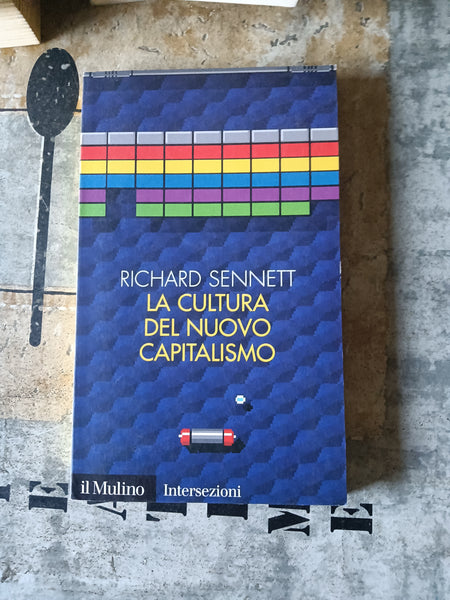 RICHARD SENNETT
LA CULTURA
DEL NUOVO
CAPITALISMO
il Mulino Intersezioni